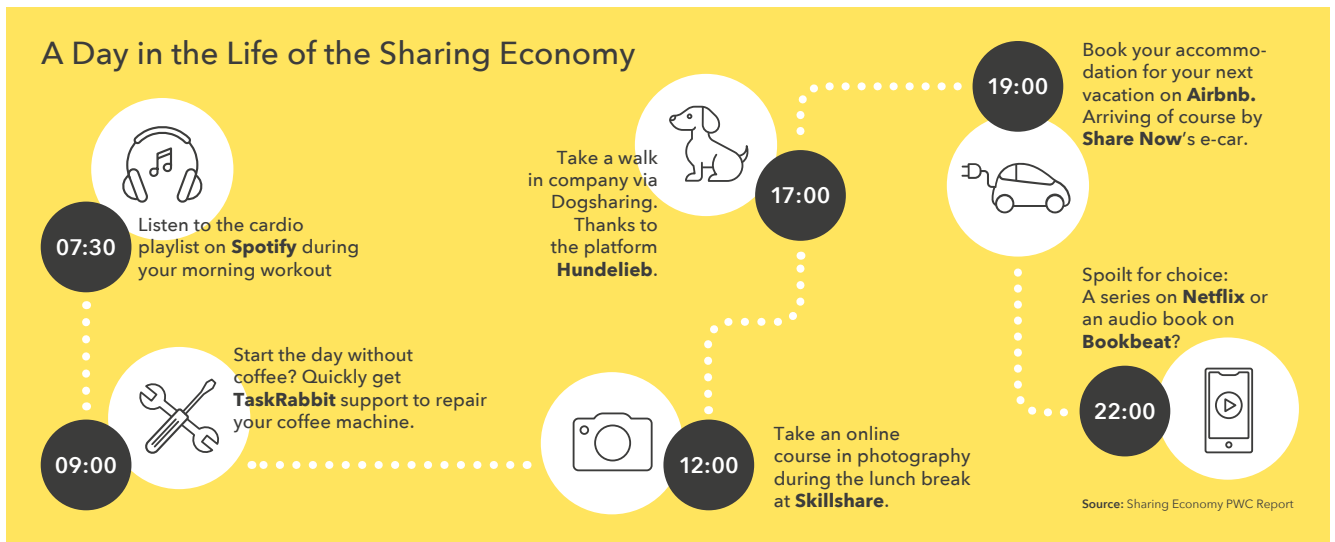 A Day in the Life of the Sharing Economy
07:30
Listen to the cardio
playlist on Spotify during
your morning workout
09:00
Start the day without
coffee? Quickly get
TaskRabbit support to repair
your coffee machine.
12:00
Take an online
course in photography
during the lunch break
at Skillshare.
17:00
Take a walk
in company via
Dogsharing.
Thanks to
the platform
Hundelieb.
19:00
Book your accommo-
dation for your next
vacation on Airbnb.
Arriving of course by
Share Now's e-car.
22:00
Spoilt for choice:
A series on Netflix or
an audio book on
Bookbeat?
Source: Sharing Economy PWC Report